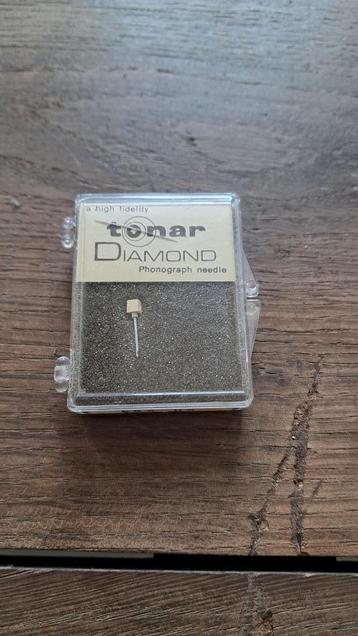 a high fidelity
tonar
DIAMOND
Phonograph needle